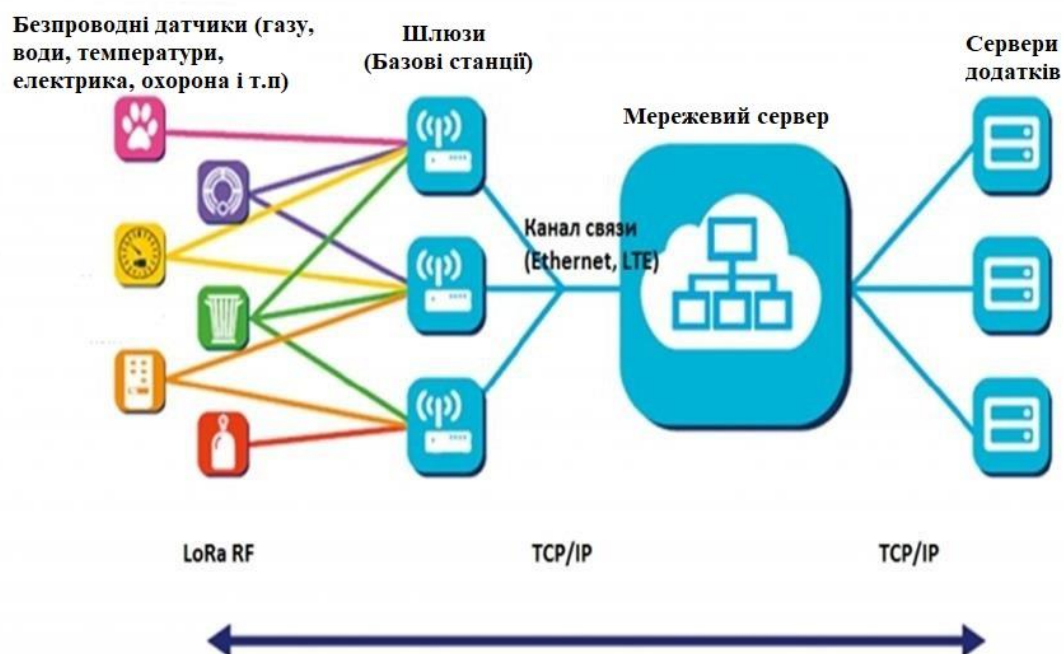 Безпроводні датчики (газу,
води, температури,
електрика, охорона і т.п)
Шлюзи
(Базові станції)
Мережевий сервер
Сервери
додатків
Канал связи
(Ethernet, LTE)
LoRa RF
TCP/IP
TCP/IP